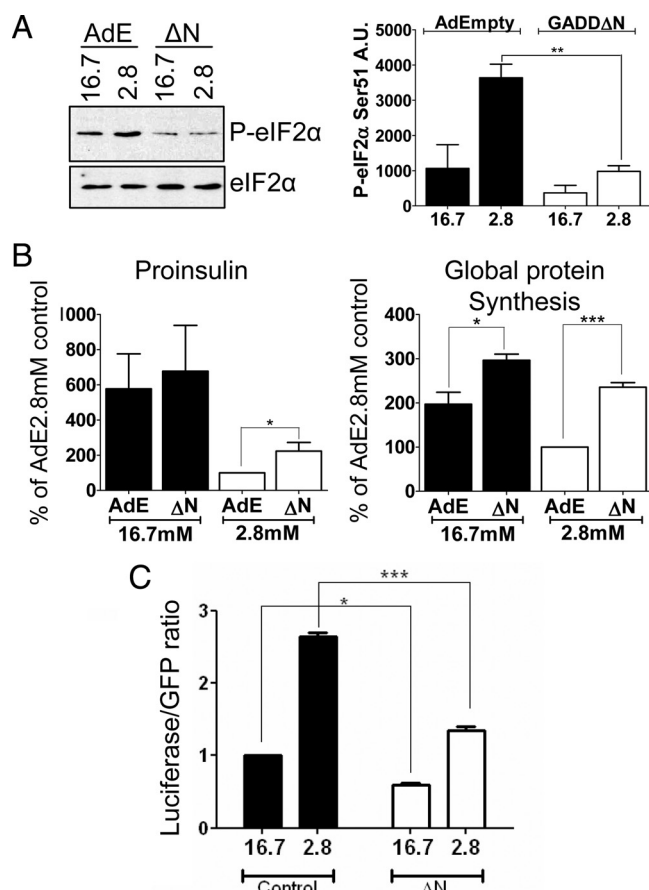 A
AdE ΔN
16.7 2.8 16.7 2.8
P-eIF2α
eIF2α
P-eIF2α Ser51 A.U.
AdEmpty GADDΔN
**
5000
4000
3000
2000
1000
0
16.7 2.8 16.7 2.8
B
Proinsulin
% of AdE2.8mM control
1000
800
600
400
200
0
*
AdE ΔN AdE ΔN
16.7mM 2.8mM
Global protein
Synthesis
% of AdE2.8mM control
400
300
200
100
0
* ***
AdE ΔN AdE ΔN
16.7mM 2.8mM
C
Luciferase/GFP ratio
3
2
1
0
***
*
16.7 2.8 16.7 2.8
Control ΔN